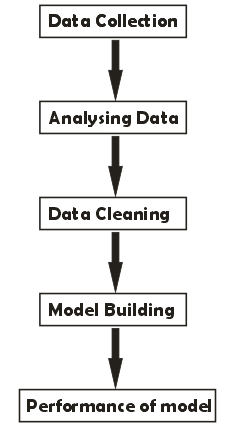 Data Collection
Analysing Data
Data Cleaning
Model Building
Performance of model